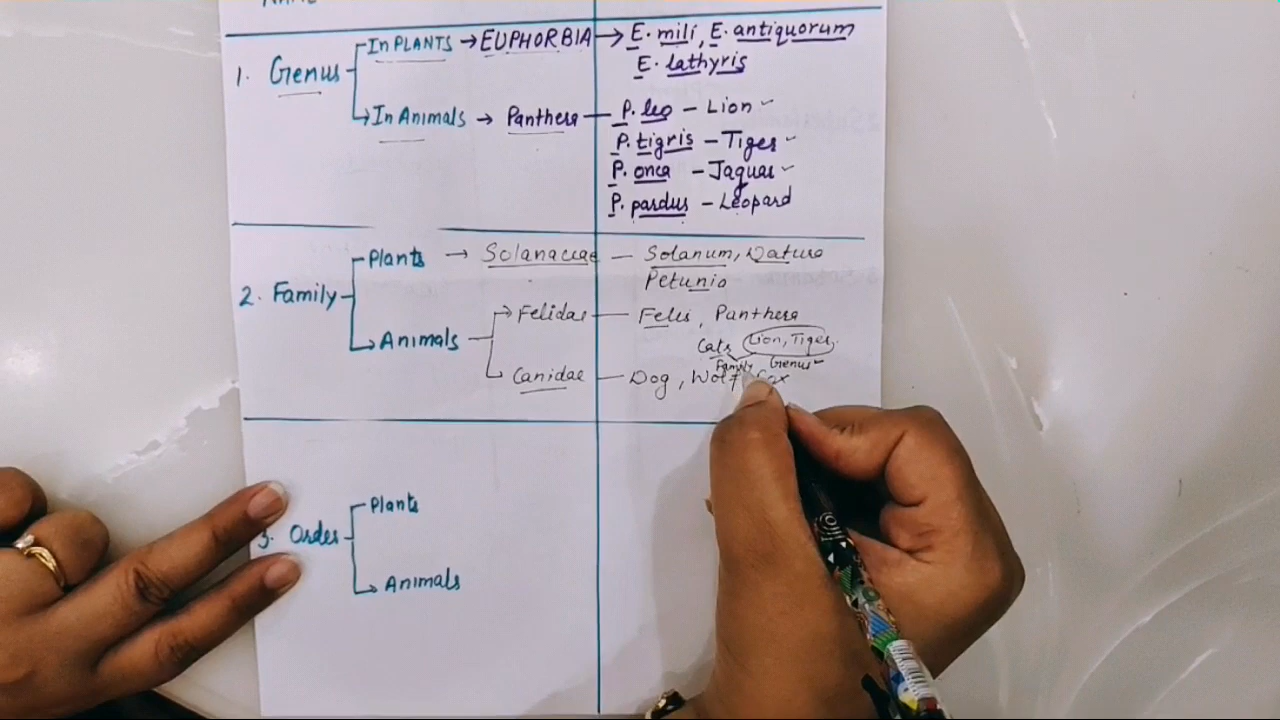 1. Genus
In PLANTS → EUPHORBIA → E. mili, E. antiquorum
E. lathyris
In Animals → Panthera — P. leo - Lion
P. tigris - Tiger
P. onca - Jaguar
P. pardus - Leopard
2. Family
Plants → Solanaceae — Solanum, Datura
Petunia
Animals
Felidae — Felis, Panthera
Cats Lion, Tiger.
Family Genus
Canidae — Dog, Wolf, Fox
3. Order
Plants
Animals